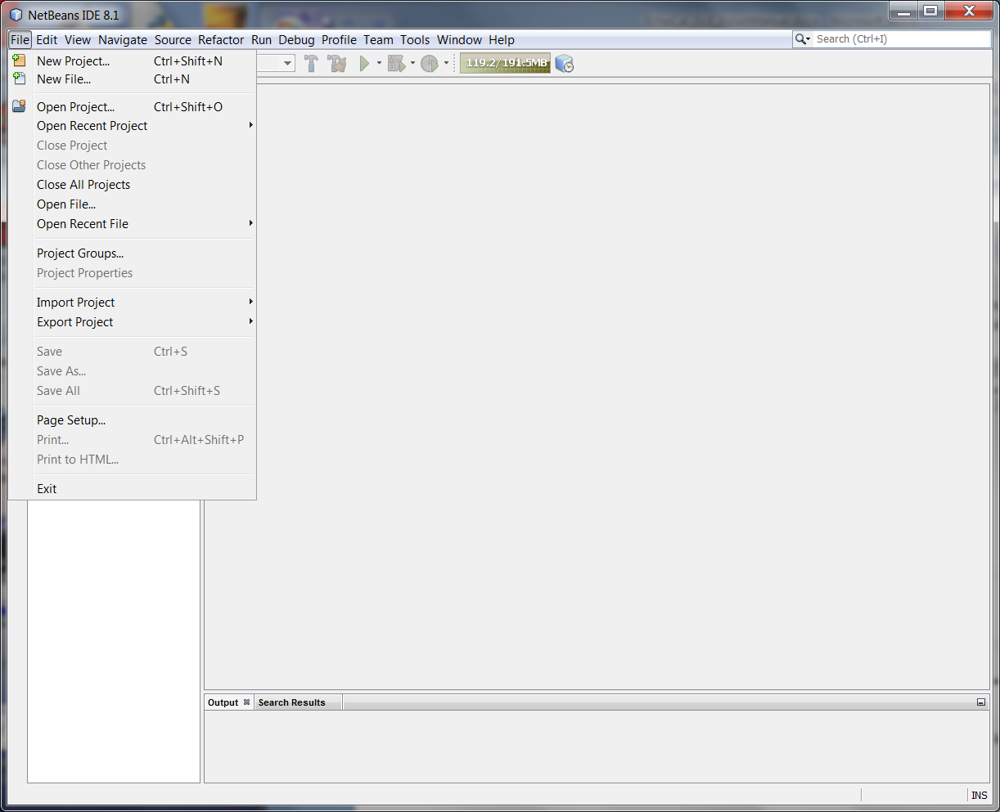 NetBeans IDE 8.1
File Edit View Navigate Source Refactor Run Debug Profile Team Tools Window Help
Search (Ctrl+I)
119.2/191.5MB
New Project... Ctrl+Shift+N
New File... Ctrl+N
Open Project... Ctrl+Shift+O
Open Recent Project
Close Project
Close Other Projects
Close All Projects
Open File...
Open Recent File
Project Groups...
Project Properties
Import Project
Export Project
Save Ctrl+S
Save As...
Save All Ctrl+Shift+S
Page Setup...
Print... Ctrl+Alt+Shift+P
Print to HTML...
Exit
Output Search Results
INS